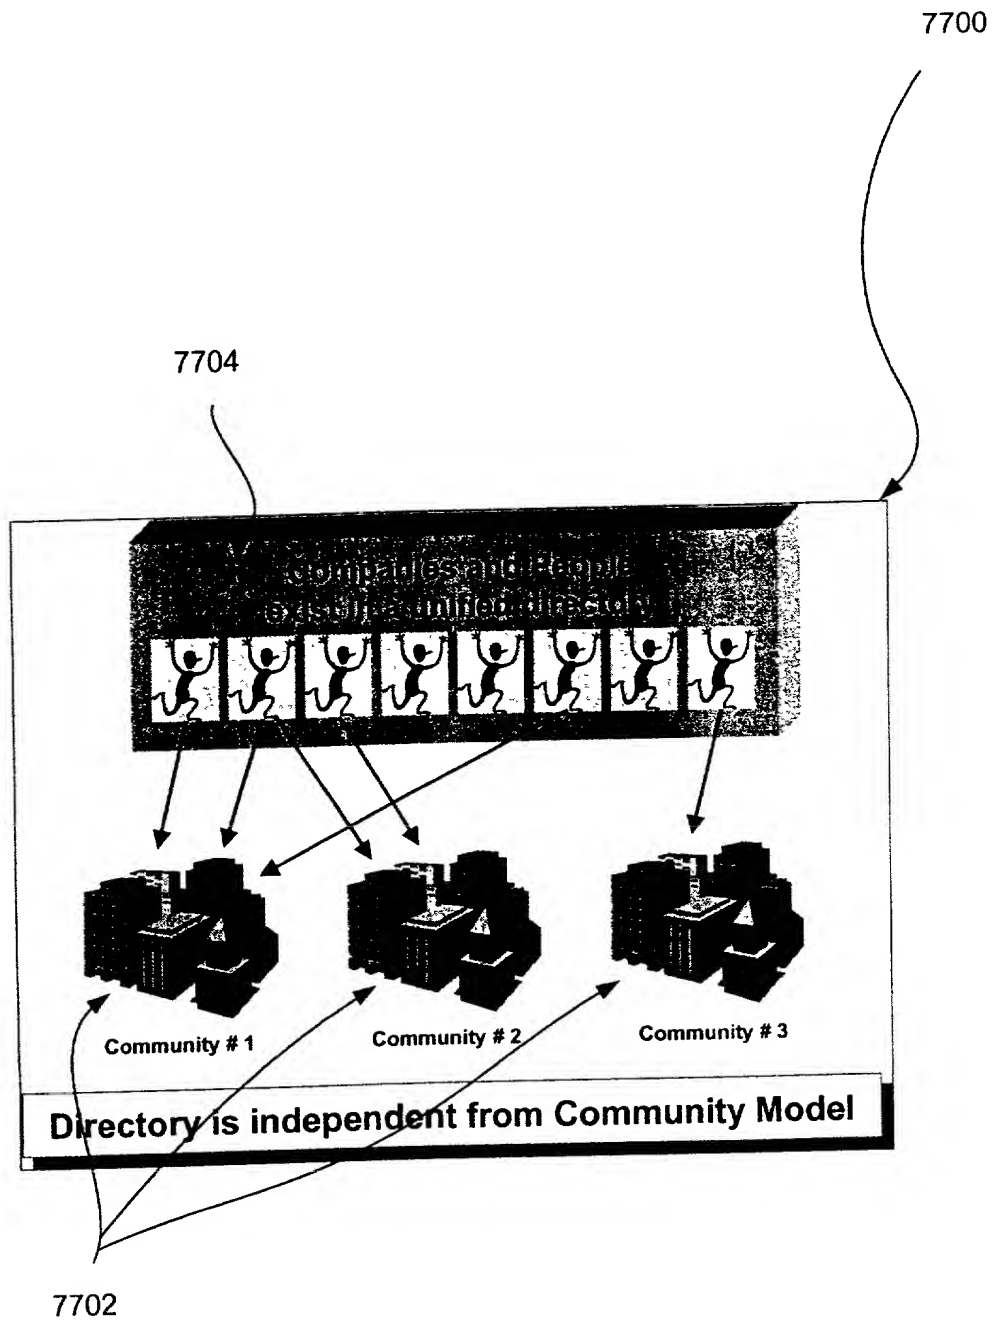 7700
7704
Companies and People
exist in a unified directory
Community # 1
Community # 2
Community # 3
Directory is independent from Community Model
7702